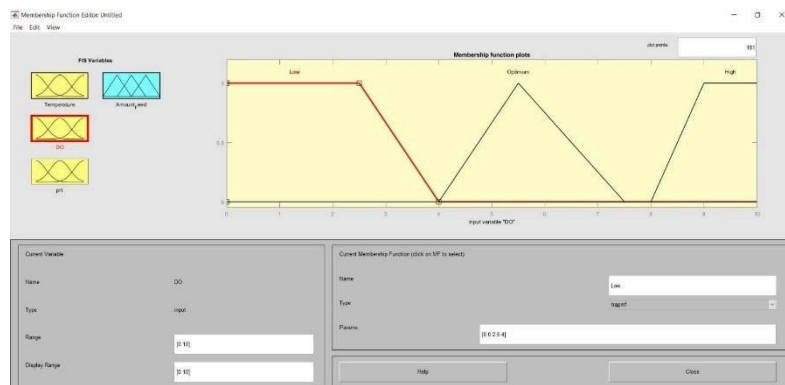 Membership Function Editor: Untitled
File Edit View
FIS Variables
Temperature
Amount_feed
DO
pH
Membership function plots
plot points:
181
Low
Optimum
High
1
0.5
0
0 1 2 3 4 5 6 7 8 9 10
input variable "DO"
Current Variable
Name DO
Type input
Range [0 10]
Display Range [0 10]
Current Membership Function (click on MF to select)
Name Low
Type trapmf
Params [0 0 2.5 4]
Help Close